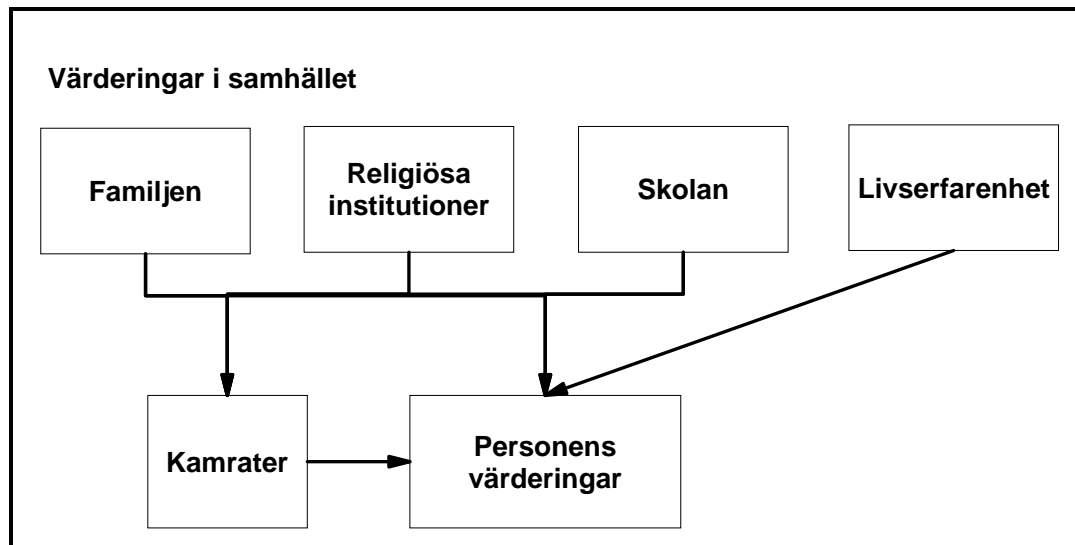 Värderingar i samhället
Familjen
Religiösa
institutioner
Skolan
Livserfarenhet
Kamrater
Personens
värderingar